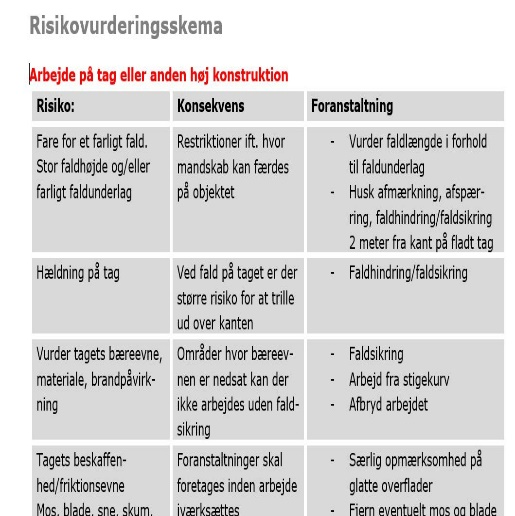 Risikovurderingsskema
Arbejde på tag eller anden høj konstruktion
Risiko: Konsekvens Foranstaltning
Fare for et farligt fald.
Stor faldhøjde og/eller
farligt faldunderlag
Restriktioner ift. hvor
mandskab kan færdes
på objektet
- Vurder faldlængde i forhold
til faldunderlag
- Husk afmærkning, afspær-
ring, faldhindring/faldsikring
2 meter fra kant på fladt tag
Hældning på tag
Ved fald på taget er der
større risiko for at trille
ud over kanten
- Faldhindring/faldsikring
Vurder tagets bæreevne,
materiale, brandpåvirk-
ning
Områder hvor bæreev-
nen er nedsat kan der
ikke arbejdes uden fald-
sikring
- Faldsikring
- Arbejd fra stigekurv
- Afbryd arbejdet
Tagets beskaffen-
hed/friktionsevne
Mos, blade, sne, skum,
Foranstaltninger skal
foretages inden arbejde
iværksættes
- Særlig opmærksomhed på
glatte overflader
- Fjern eventuelt mos og blade